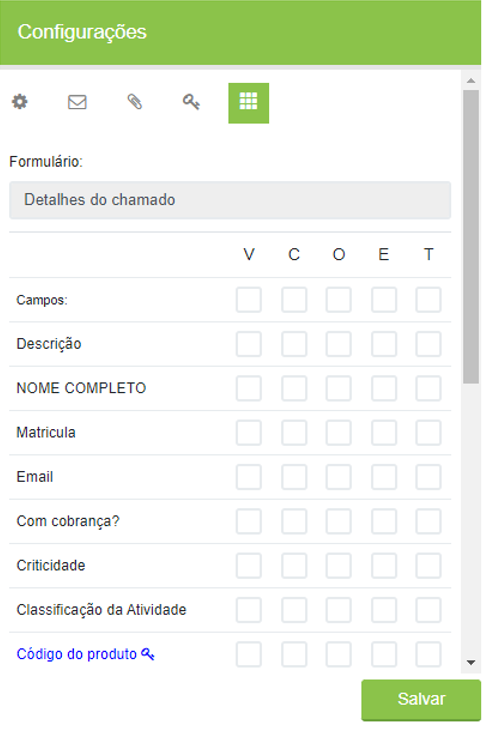 Configurações
Formulário:
Detalhes do chamado
V C O E T
Campos:
Descrição
NOME COMPLETO
Matricula
Email
Com cobrança?
Criticidade
Classificação da Atividade
Código do produto
Salvar